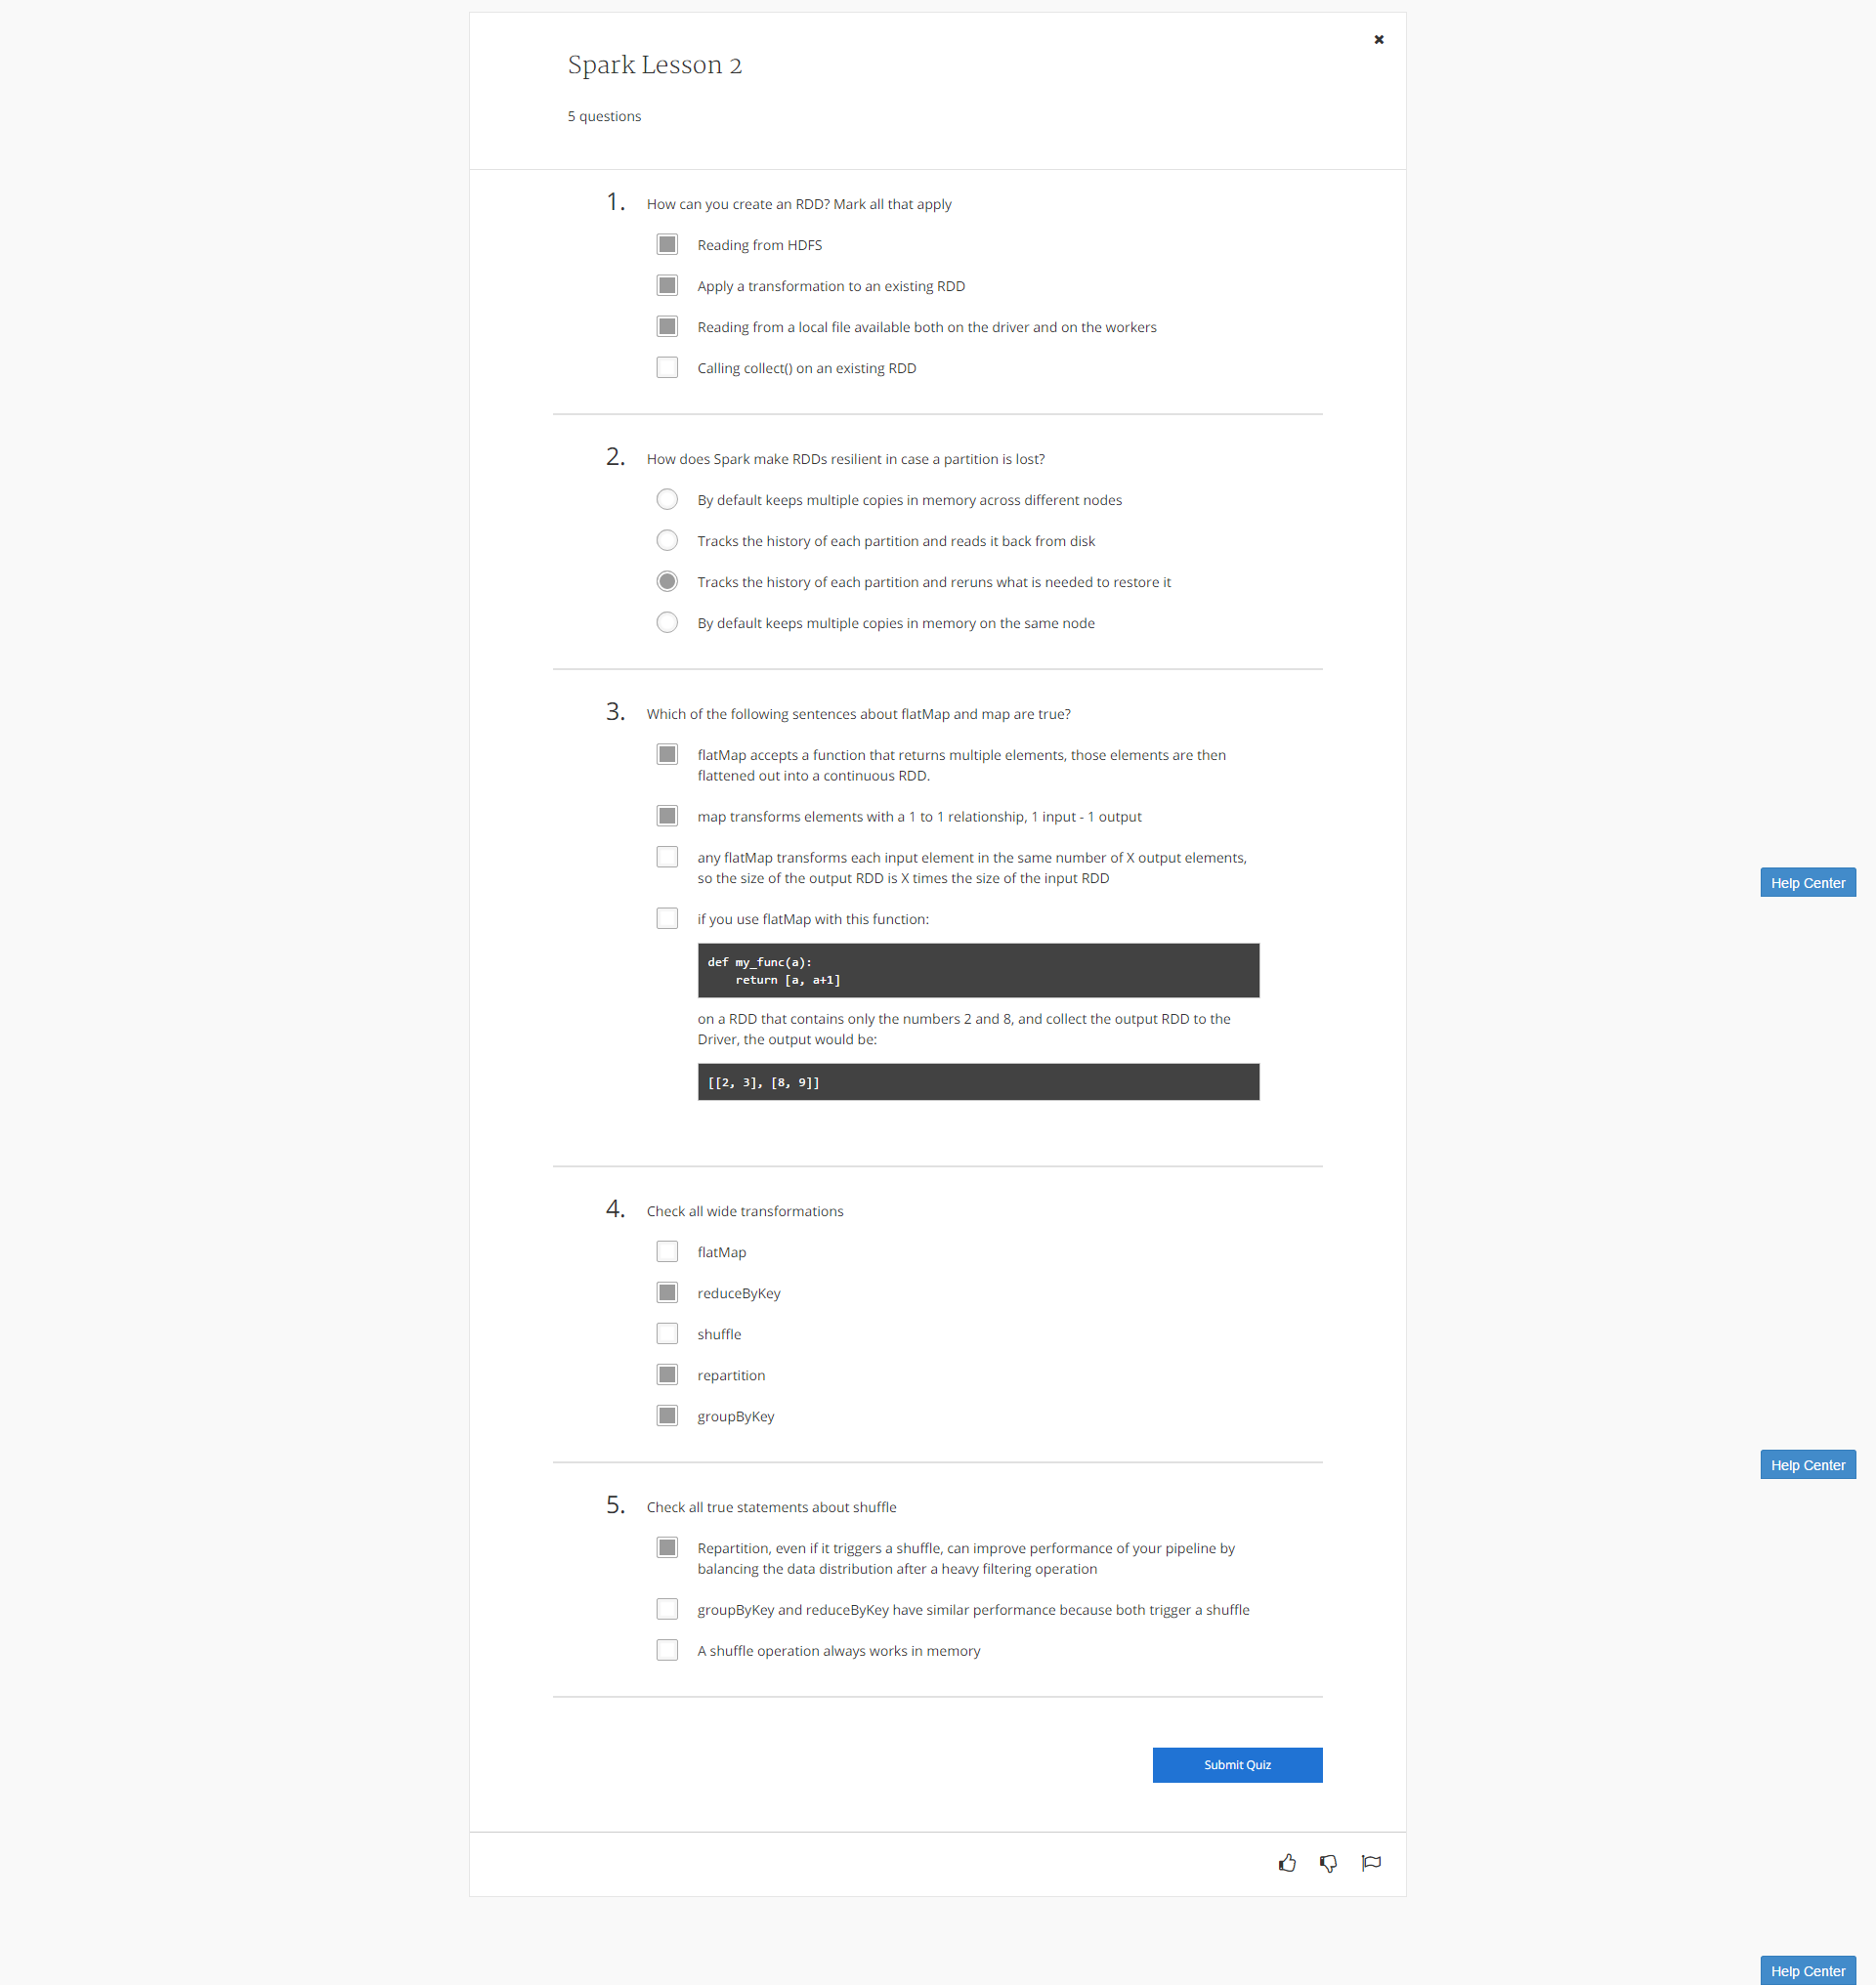 ✖
Spark Lesson 2
5 questions
1.
How can you create an RDD? Mark all that apply
Reading from HDFS
Apply a transformation to an existing RDD
Reading from a local file available both on the driver and on the workers
Calling collect() on an existing RDD
2.
How does Spark make RDDs resilient in case a partition is lost?
By default keeps multiple copies in memory across different nodes
Tracks the history of each partition and reads it back from disk
Tracks the history of each partition and reruns what is needed to restore it
By default keeps multiple copies in memory on the same node
3.
Which of the following sentences about flatMap and map are true?
flatMap accepts a function that returns multiple elements, those elements are then
flattened out into a continuous RDD.
map transforms elements with a 1 to 1 relationship, 1 input - 1 output
any flatMap transforms each input element in the same number of X output elements,
so the size of the output RDD is X times the size of the input RDD
Help Center
if you use flatMap with this function:
def my_func(a):
    return [a, a+1]
on a RDD that contains only the numbers 2 and 8, and collect the output RDD to the
Driver, the output would be:
[[2, 3], [8, 9]]
4.
Check all wide transformations
flatMap
reduceByKey
shuffle
repartition
groupByKey
Help Center
5.
Check all true statements about shuffle
Repartition, even if it triggers a shuffle, can improve performance of your pipeline by
balancing the data distribution after a heavy filtering operation
groupByKey and reduceByKey have similar performance because both trigger a shuffle
A shuffle operation always works in memory
Submit Quiz
Help Center